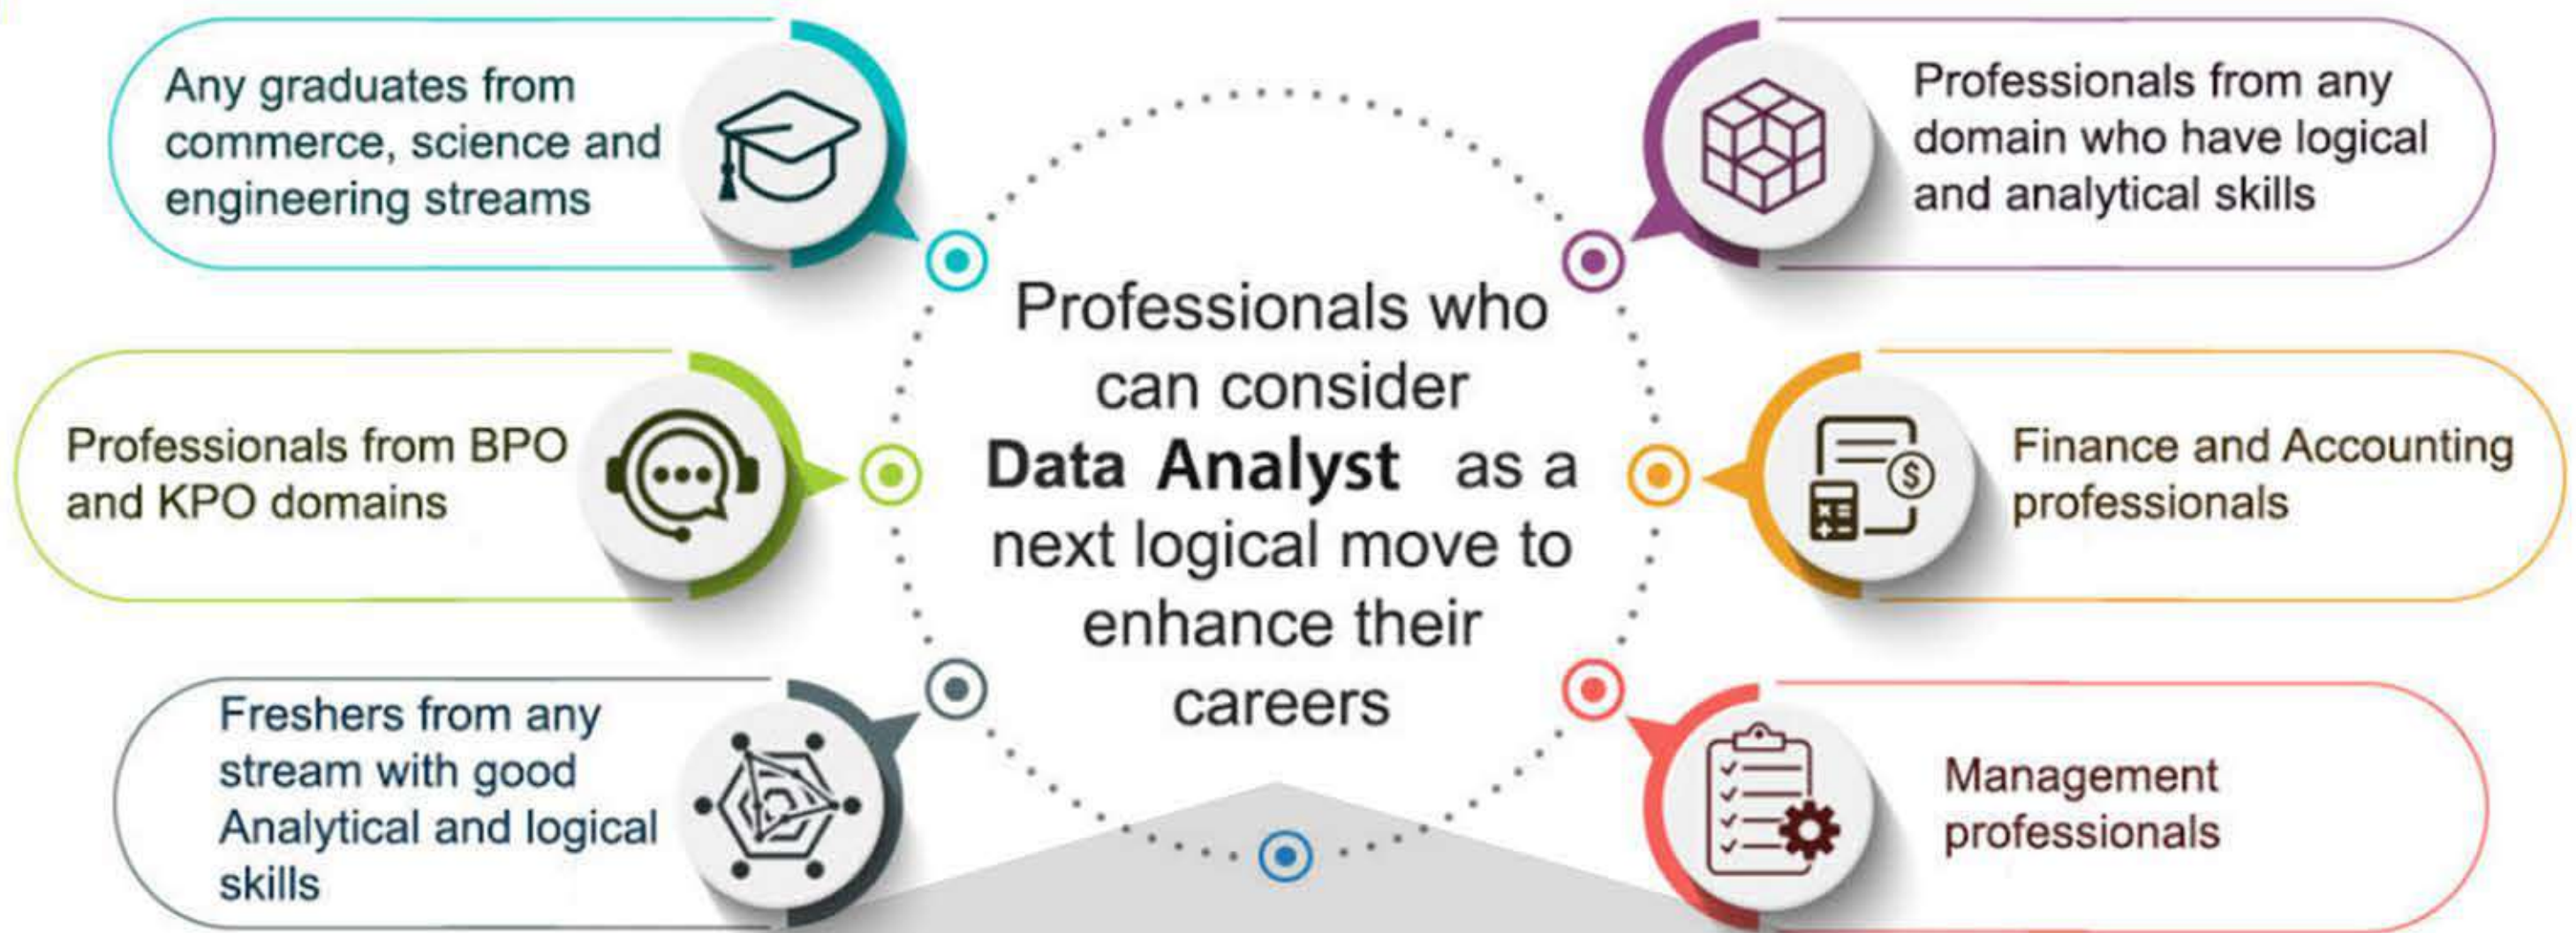 Any graduates from
commerce, science and
engineering streams
Professionals from BPO
and KPO domains
Freshers from any
stream with good
Analytical and logical
skills
Professionals who
can consider
Data Analyst as a
next logical move to
enhance their
careers
Professionals from any
domain who have logical
and analytical skills
Finance and Accounting
professionals
Management
professionals